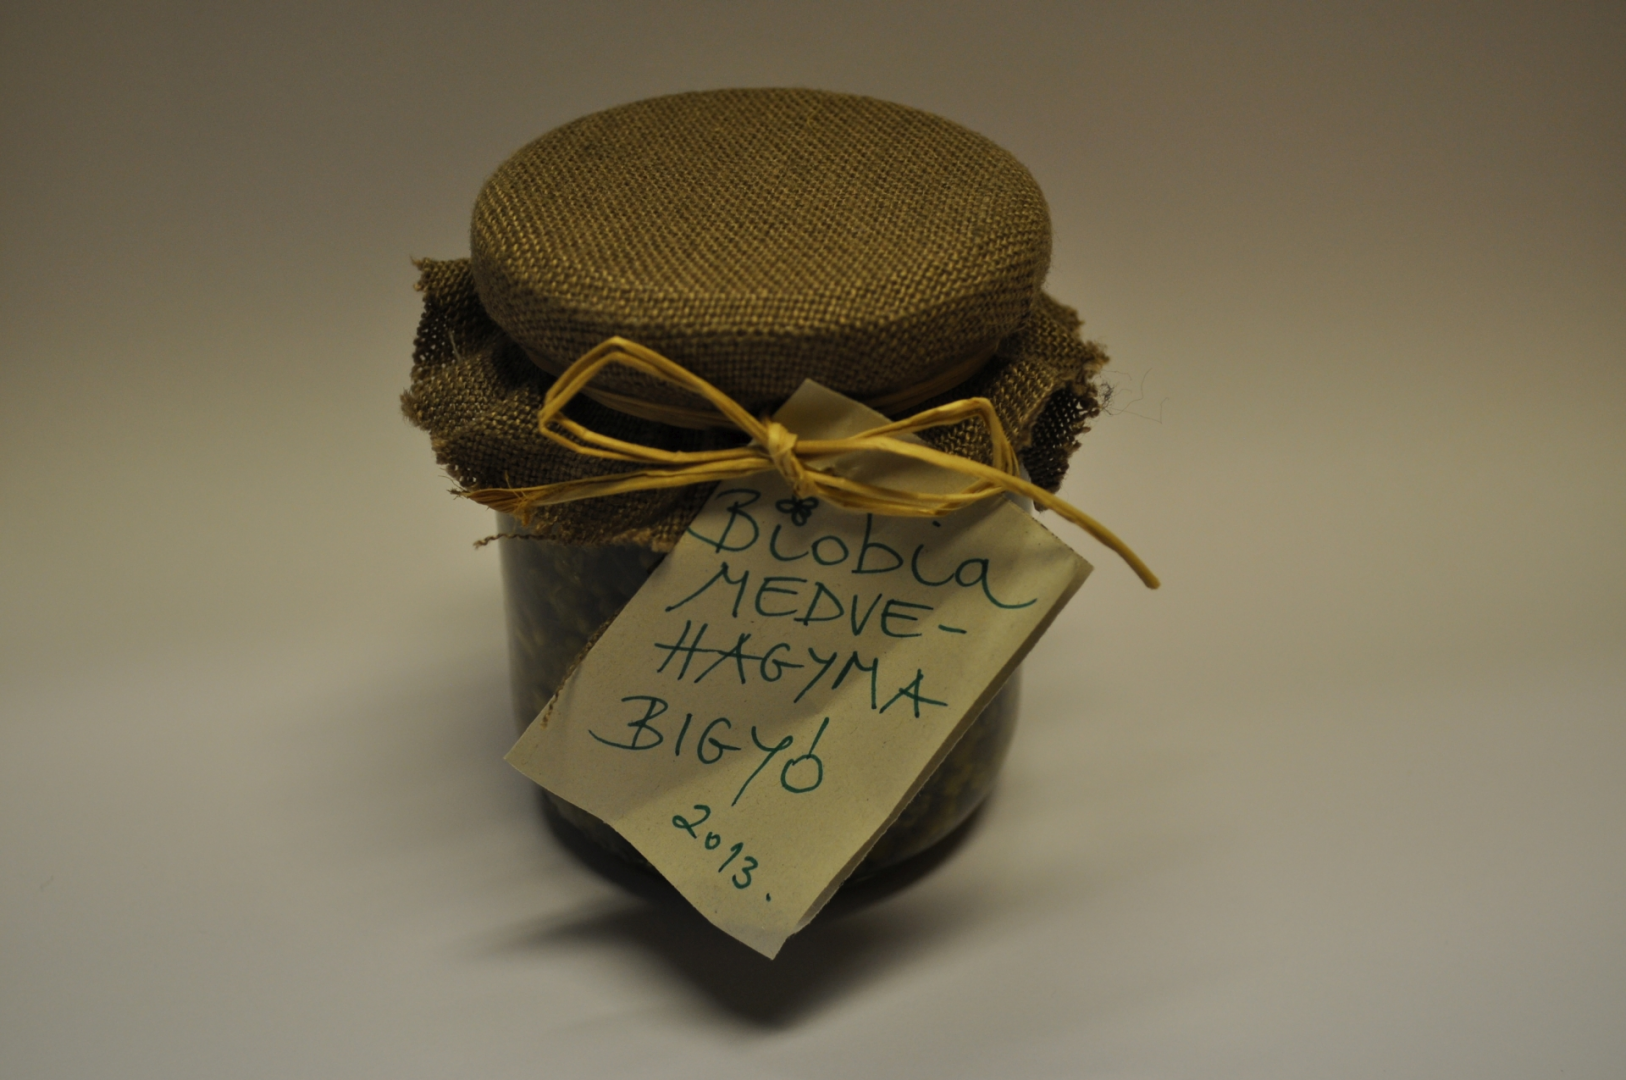 Biobia
MEDVE-
HAGYMA
BIGYÓ
2013.